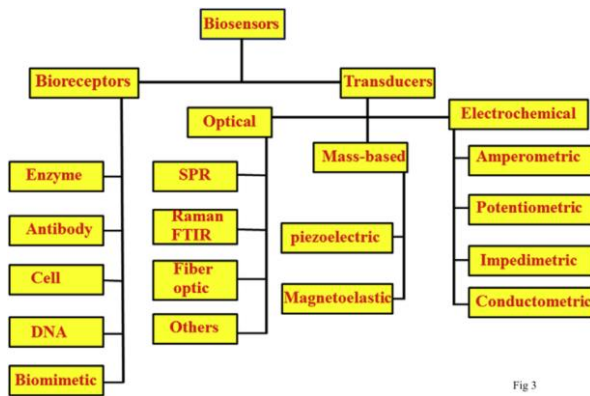 Biosensors
Bioreceptors
Transducers
Optical
Electrochemical
Mass-based
Enzyme
Antibody
Cell
DNA
Biomimetic
SPR
Raman
FTIR
Fiber
optic
Others
piezoelectric
Magnetoelastic
Amperometric
Potentiometric
Impedimetric
Conductometric
Fig 3